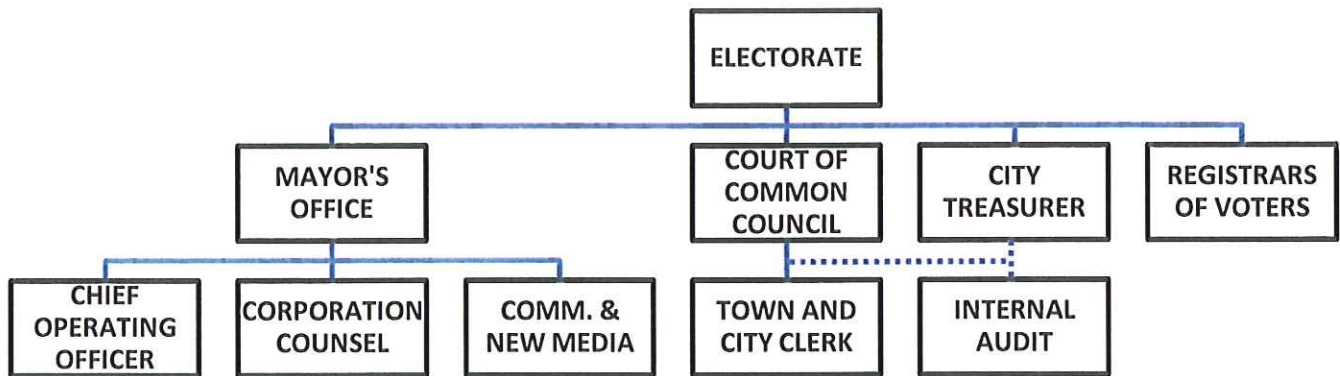 ELECTORATE
MAYOR'S
OFFICE
COURT OF
COMMON
COUNCIL
CITY
TREASURER
REGISTRARS
OF VOTERS
CHIEF
OPERATING
OFFICER
CORPORATION
COUNSEL
COMM. &
NEW MEDIA
TOWN AND
CITY CLERK
INTERNAL
AUDIT